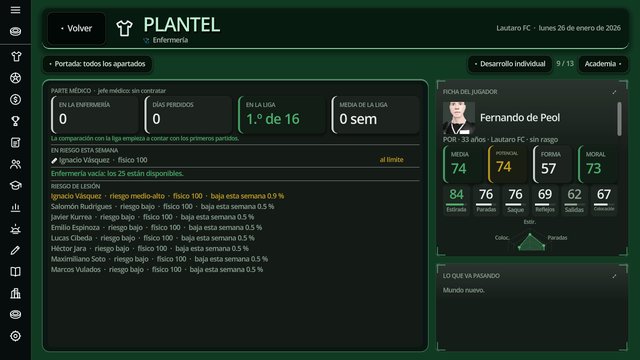 Volver
PLANTEL
Enfermería
Lautaro FC · lunes 26 de enero de 2026
Portada: todos los apartados
Desarrollo individual
9 / 13
Academia
PARTE MÉDICO · jefe médico: sin contratar
EN LA ENFERMERÍA
0
DÍAS PERDIDOS
0
EN LA LIGA
1.º de 16
MEDIA DE LA LIGA
0 sem
La comparación con la liga empieza a contar con los primeros partidos.
EN RIESGO ESTA SEMANA
Ignacio Vásquez · físico 100
al límite
Enfermería vacía: los 25 están disponibles.
RIESGO DE LESIÓN
Ignacio Vásquez · riesgo medio-alto · físico 100 · baja esta semana 0.9 %
Salomón Rudrigues · riesgo bajo · físico 100 · baja esta semana 0.5 %
Javier Kurrea · riesgo bajo · físico 100 · baja esta semana 0.5 %
Emilio Espinoza · riesgo bajo · físico 100 · baja esta semana 0.5 %
Lucas Cibeda · riesgo bajo · físico 100 · baja esta semana 0.5 %
Héctor Jara · riesgo bajo · físico 100 · baja esta semana 0.5 %
Maximiliano Soto · riesgo bajo · físico 100 · baja esta semana 0.5 %
Marcos Vulados · riesgo bajo · físico 100 · baja esta semana 0.5 %
FICHA DEL JUGADOR
Fernando de Peol
POR · 33 años · Lautaro FC · sin rasgo
MEDIA
74
POTENCIAL
74
FORMA
57
MORAL
73
84
Estirada
76
Paradas
76
Saque
69
Reflejos
62
Salidas
67
Colocación
Estir.
Coloc.
Paradas
LO QUE VA PASANDO
Mundo nuevo.